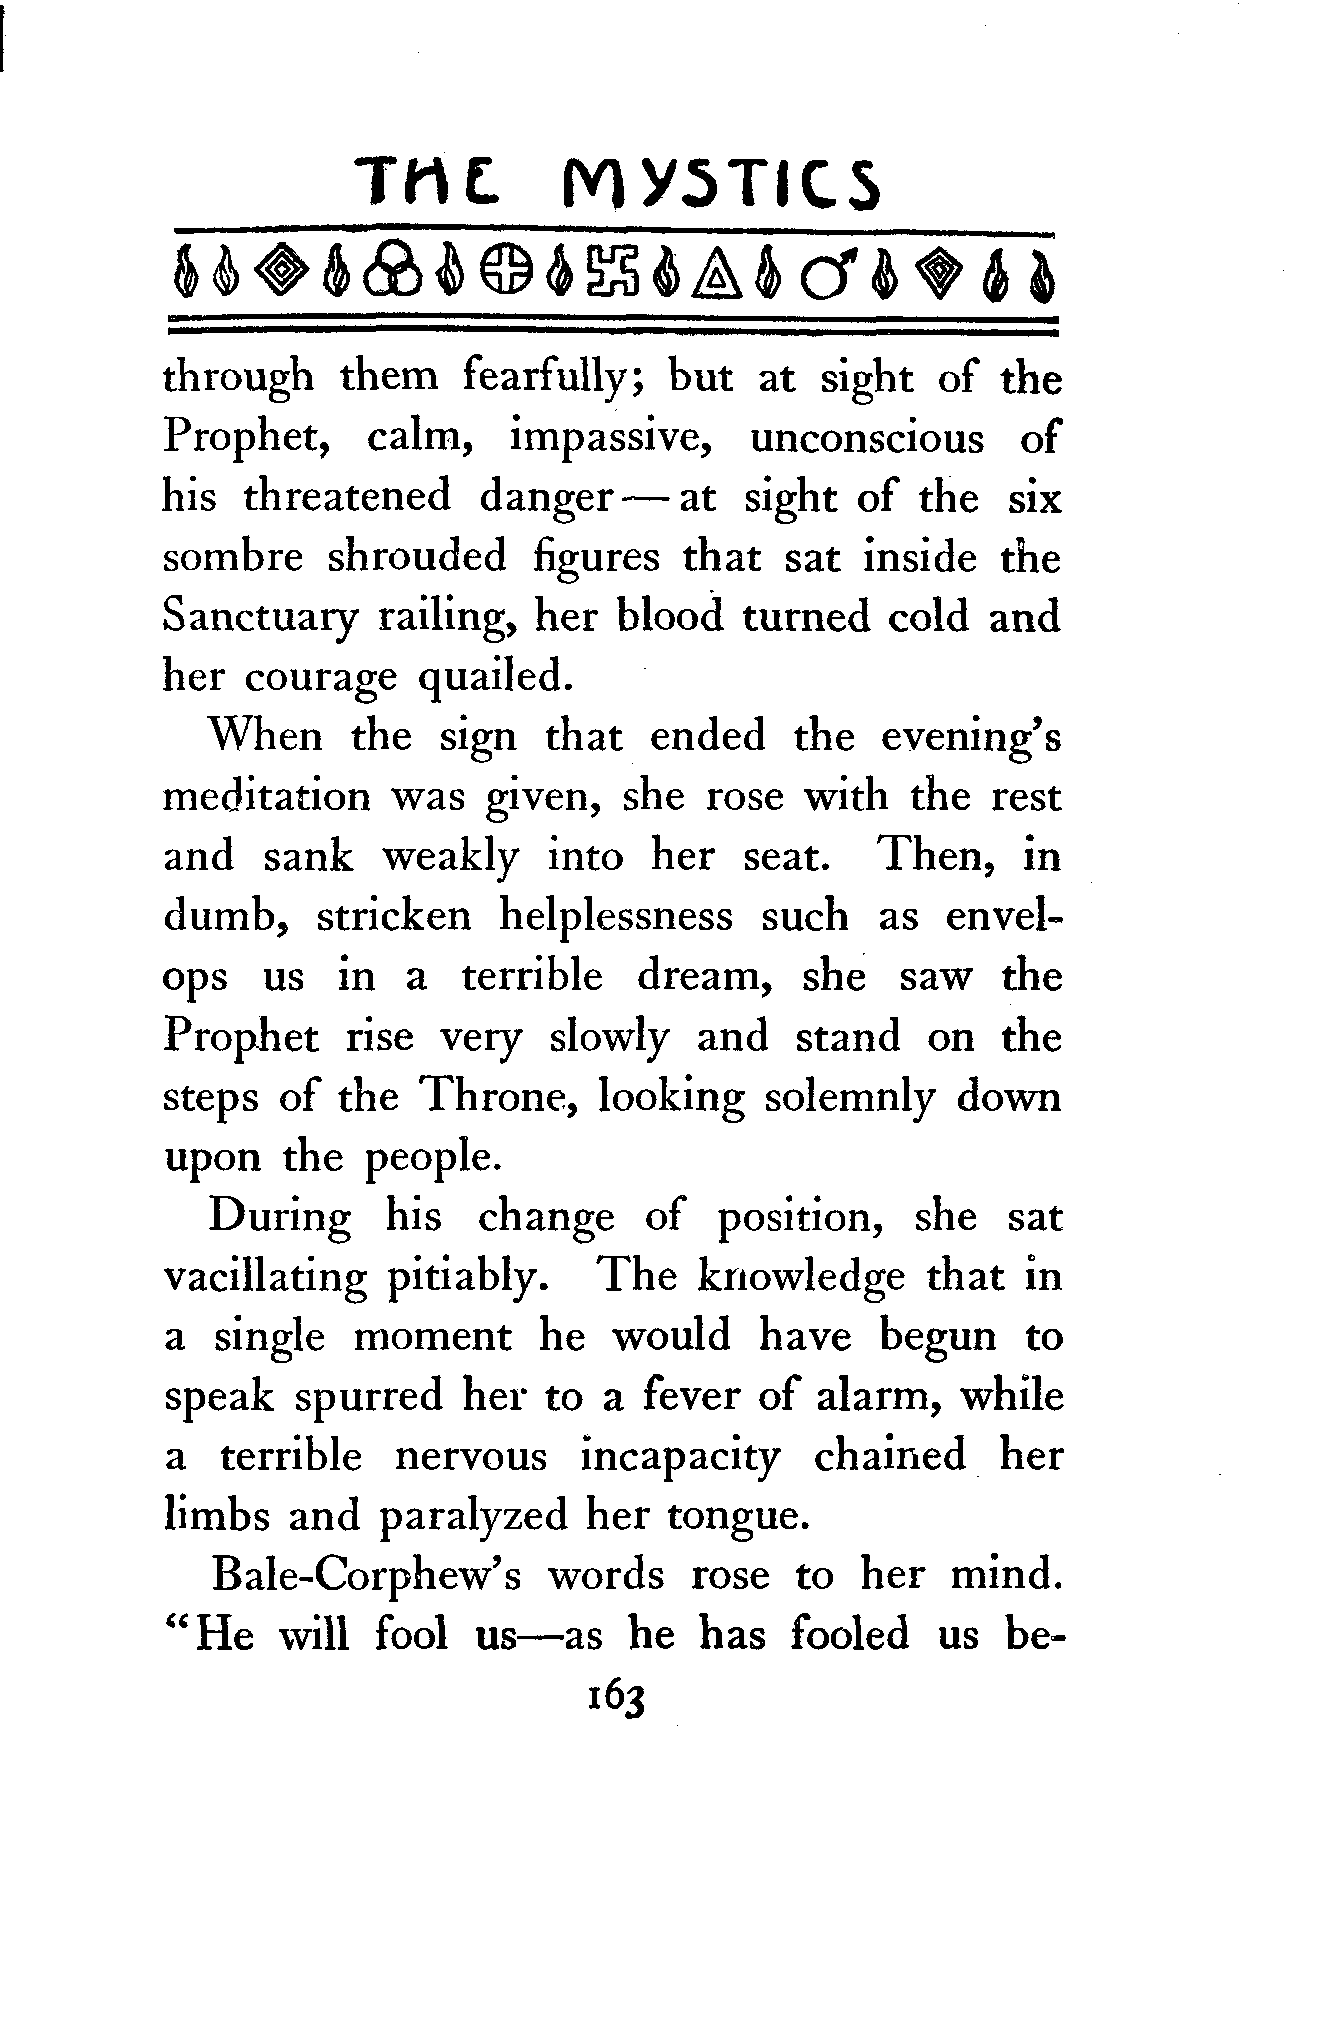 THE MYSTICS
through them fearfully; but at sight of the
Prophet, calm, impassive, unconscious of
his threatened danger — at sight of the six
sombre shrouded figures that sat inside the
Sanctuary railing, her blood turned cold and
her courage quailed.
When the sign that ended the evening's
meditation was given, she rose with the rest
and sank weakly into her seat. Then, in
dumb, stricken helplessness such as envel-
ops us in a terrible dream, she saw the
Prophet rise very slowly and stand on the
steps of the Throne, looking solemnly down
upon the people.
During his change of position, she sat
vacillating pitiably. The knowledge that in
a single moment he would have begun to
speak spurred her to a fever of alarm, while
a terrible nervous incapacity chained her
limbs and paralyzed her tongue.
Bale-Corphew's words rose to her mind.
“He will fool us—as he has fooled us be-
163